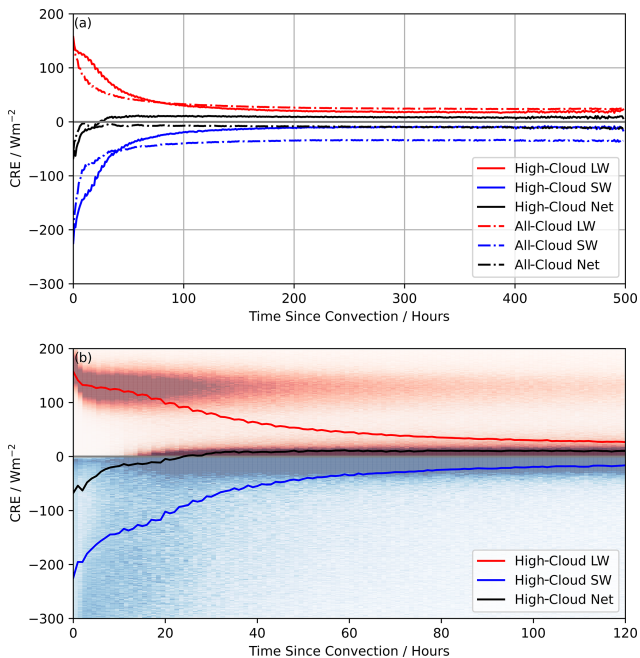 (a)
200
100
0
−100
−200
−300
CRE / Wm⁻²
High-Cloud LW
High-Cloud SW
High-Cloud Net
All-Cloud LW
All-Cloud SW
All-Cloud Net
0 100 200 300 400 500
Time Since Convection / Hours
(b)
200
100
0
−100
−200
−300
CRE / Wm⁻²
High-Cloud LW
High-Cloud SW
High-Cloud Net
0 20 40 60 80 100 120
Time Since Convection / Hours